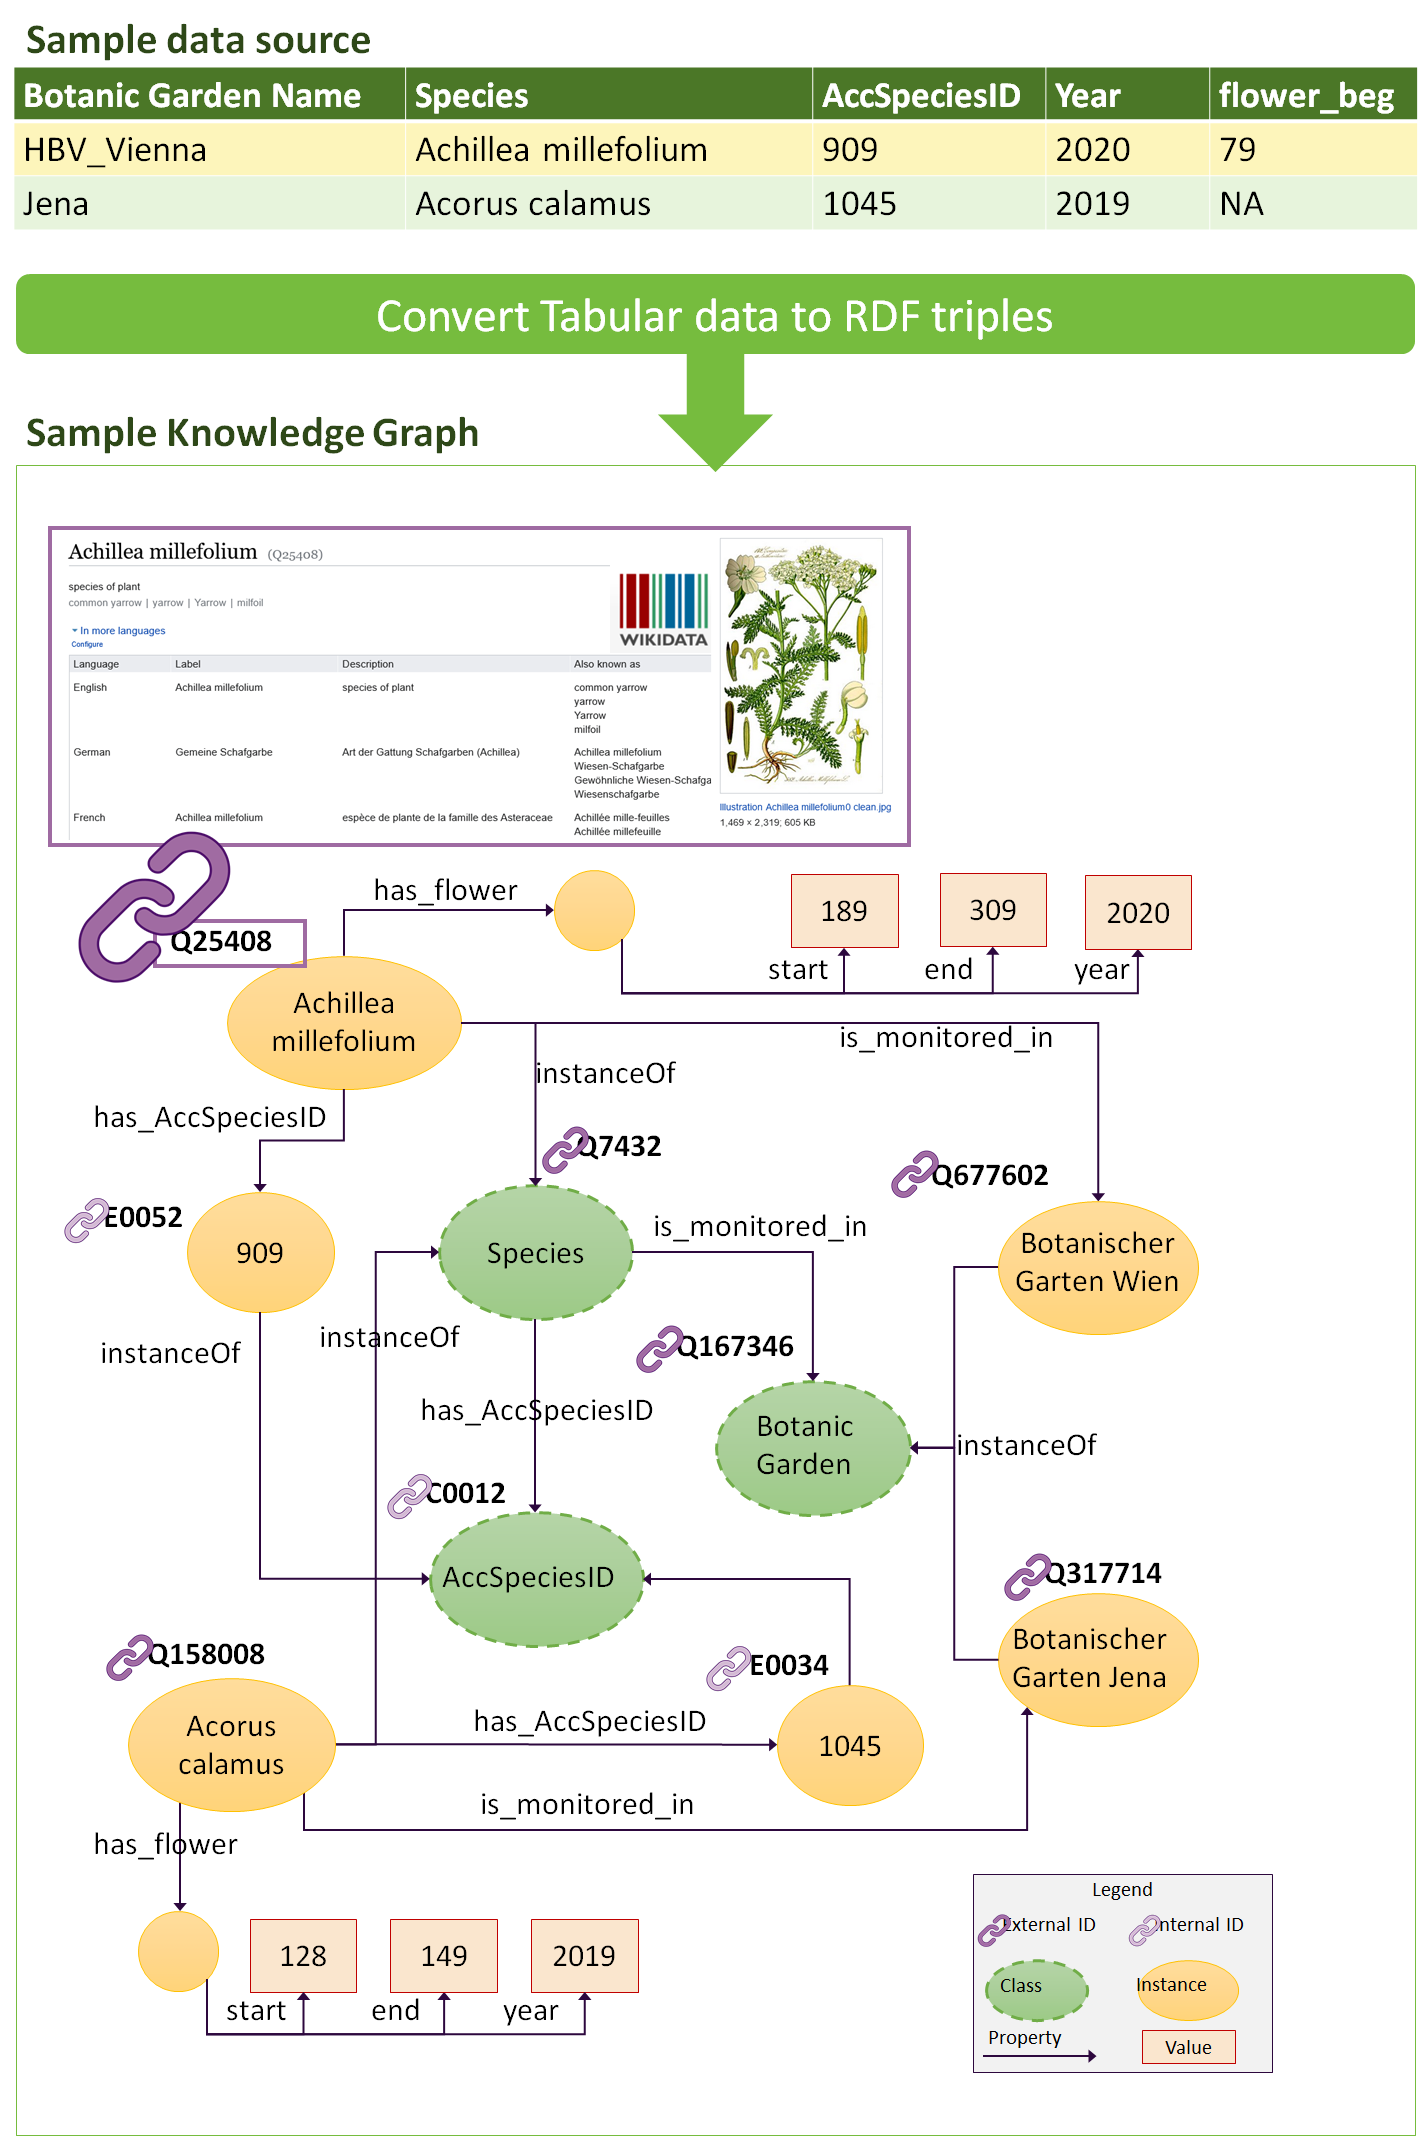 Sample data source
Botanic Garden Name Species AccSpeciesID Year flower_beg
HBV_Vienna Achillea millefolium 909 2020 79
Jena Acorus calamus 1045 2019 NA
Convert Tabular data to RDF triples
Sample Knowledge Graph
Achillea millefolium (Q25408)
species of plant
common yarrow | yarrow | Yarrow | milfoil
In more languages
Configure
WIKIDATA
Language Label Description Also known as
English Achillea millefolium species of plant common yarrow
yarrow
Yarrow
milfoil
German Gemeine Schafgarbe Art der Gattung Schafgarben (Achillea) Achillea millefolium
Wiesen-Schafgarbe
Gewöhnliche Wiesen-Schafga
Wiesenschafgarbe
French Achillea millefolium espèce de plante de la famille des Asteraceae Achillée mille-feuilles
Achillée millefeuille
Illustration Achillea millefolium0 clean.jpg
1,469 × 2,319; 605 KB
has_flower
189 309 2020
start end year
Q25408
Achillea
millefolium
is_monitored_in
instanceOf
has_AccSpeciesID
Q7432
Q677602
E0052
909
Species
is_monitored_in
Botanischer
Garten Wien
instanceOf
instanceOf
Q167346
has_AccSpeciesID
Botanic
Garden
instanceOf
C0012
AccSpeciesID
Q317714
Botanischer
Garten Jena
Q158008
E0034
Acorus
calamus
has_AccSpeciesID
1045
is_monitored_in
has_flower
128 149 2019
start end year
Legend
External ID Internal ID
Class Instance
Property Value